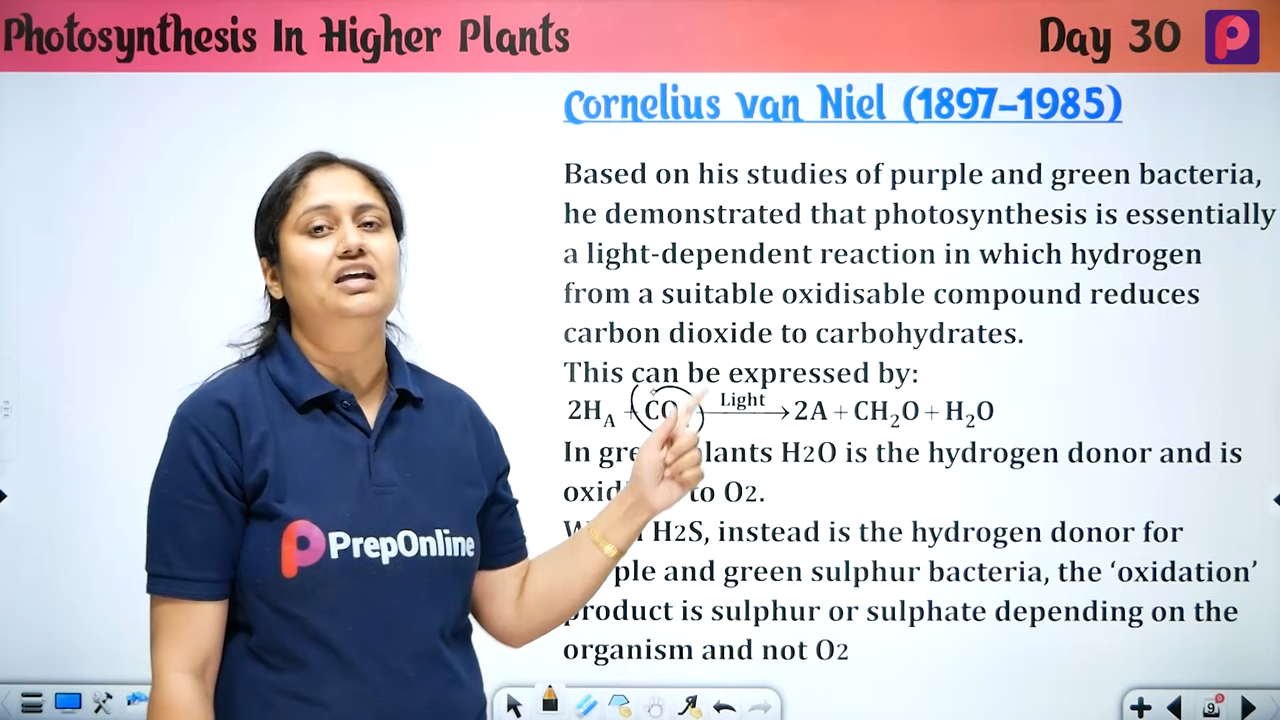 Photosynthesis In Higher Plants
Day 30
Cornelius van Niel (1897–1985)
Based on his studies of purple and green bacteria,
he demonstrated that photosynthesis is essentially
a light-dependent reaction in which hydrogen
from a suitable oxidisable compound reduces
carbon dioxide to carbohydrates.
This can be expressed by:
Light
2HA + CO → 2A + CH2O + H2O
In lants H2O is the hydrogen donor and is
to O2.
H2S, instead is the hydrogen donor for
ple and green sulphur bacteria, the ‘oxidation’
product is sulphur or sulphate depending on the
organism and not O2
PrepOnline
9